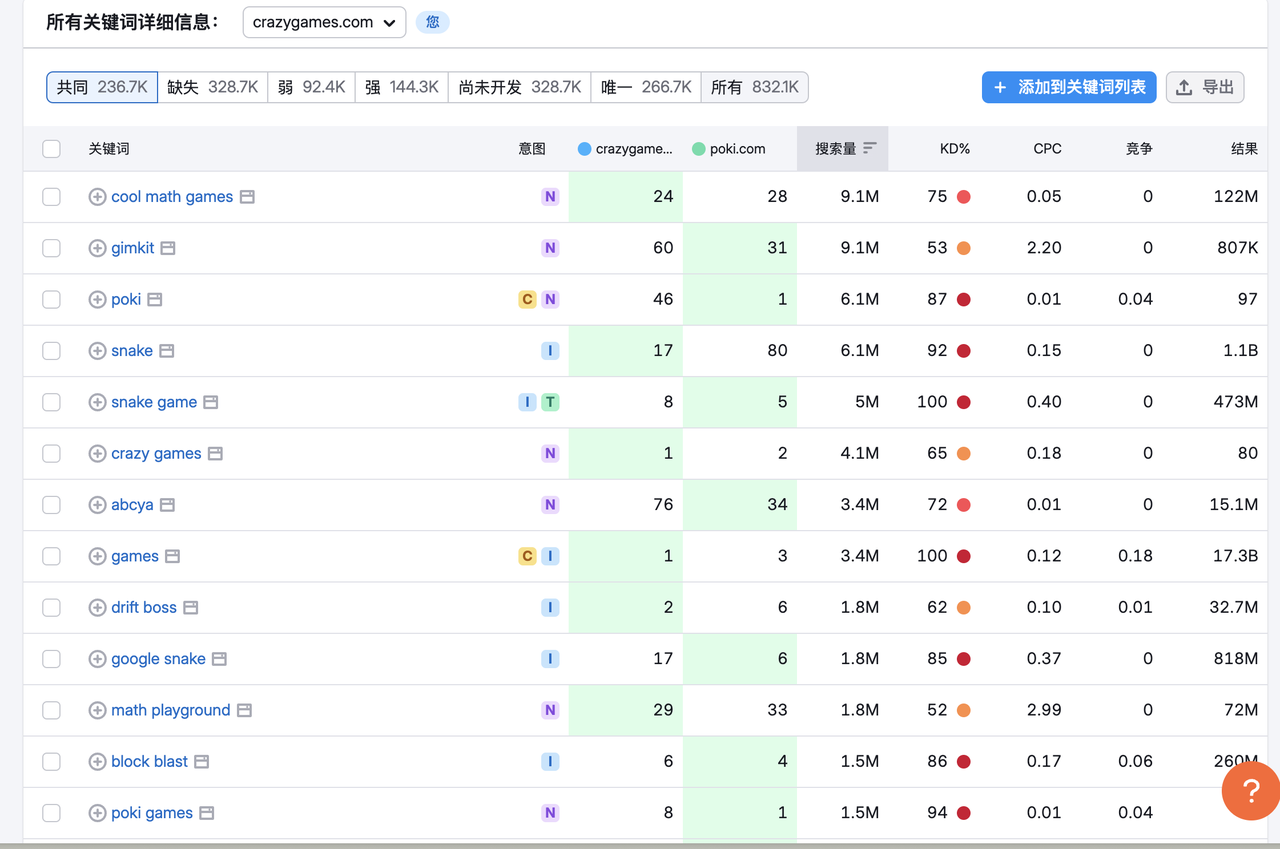 所有关键词详细信息： crazygames.com 您
共同 236.7K 缺失 328.7K 弱 92.4K 强 144.3K 尚未开发 328.7K 唯一 266.7K 所有 832.1K + 添加到关键词列表 导出
关键词 意图 crazygame... poki.com 搜索量 KD% CPC 竞争 结果
cool math games N 24 28 9.1M 75 0.05 0 122M
gimkit N 60 31 9.1M 53 2.20 0 807K
poki C N 46 1 6.1M 87 0.01 0.04 97
snake I 17 80 6.1M 92 0.15 0 1.1B
snake game I T 8 5 5M 100 0.40 0 473M
crazy games N 1 2 4.1M 65 0.18 0 80
abcya N 76 34 3.4M 72 0.01 0 15.1M
games C I 1 3 3.4M 100 0.12 0.18 17.3B
drift boss I 2 6 1.8M 62 0.10 0.01 32.7M
google snake I 17 6 1.8M 85 0.37 0 818M
math playground N 29 33 1.8M 52 2.99 0 72M
block blast I 6 4 1.5M 86 0.17 0.06 260M
poki games N 8 1 1.5M 94 0.01 0.04
?